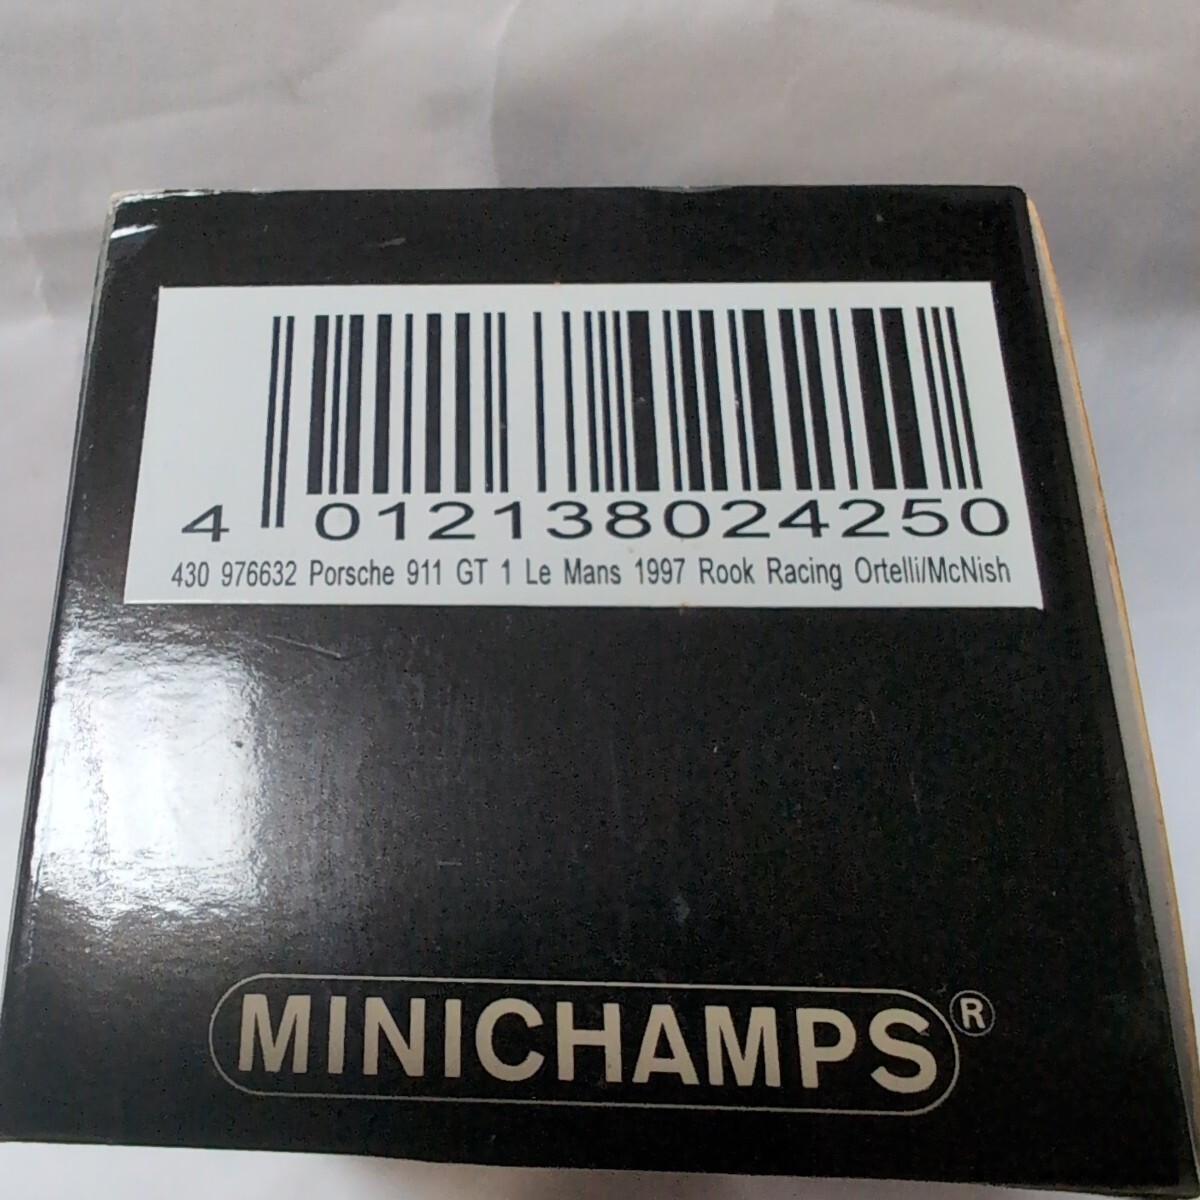 4 012138024250
430 976632 Porsche 911 GT 1 Le Mans 1997 Rook Racing Ortelli/McNish
MINICHAMPS®